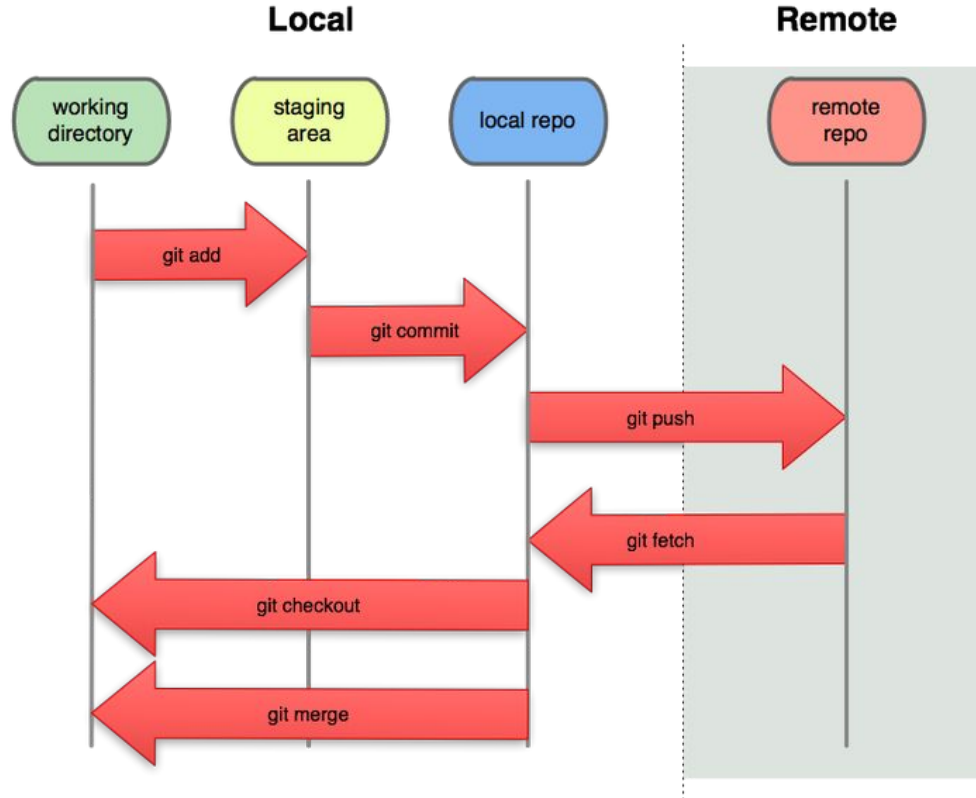 Local
Remote
working
directory
staging
area
local repo
remote
repo
git add
git commit
git push
git fetch
git checkout
git merge